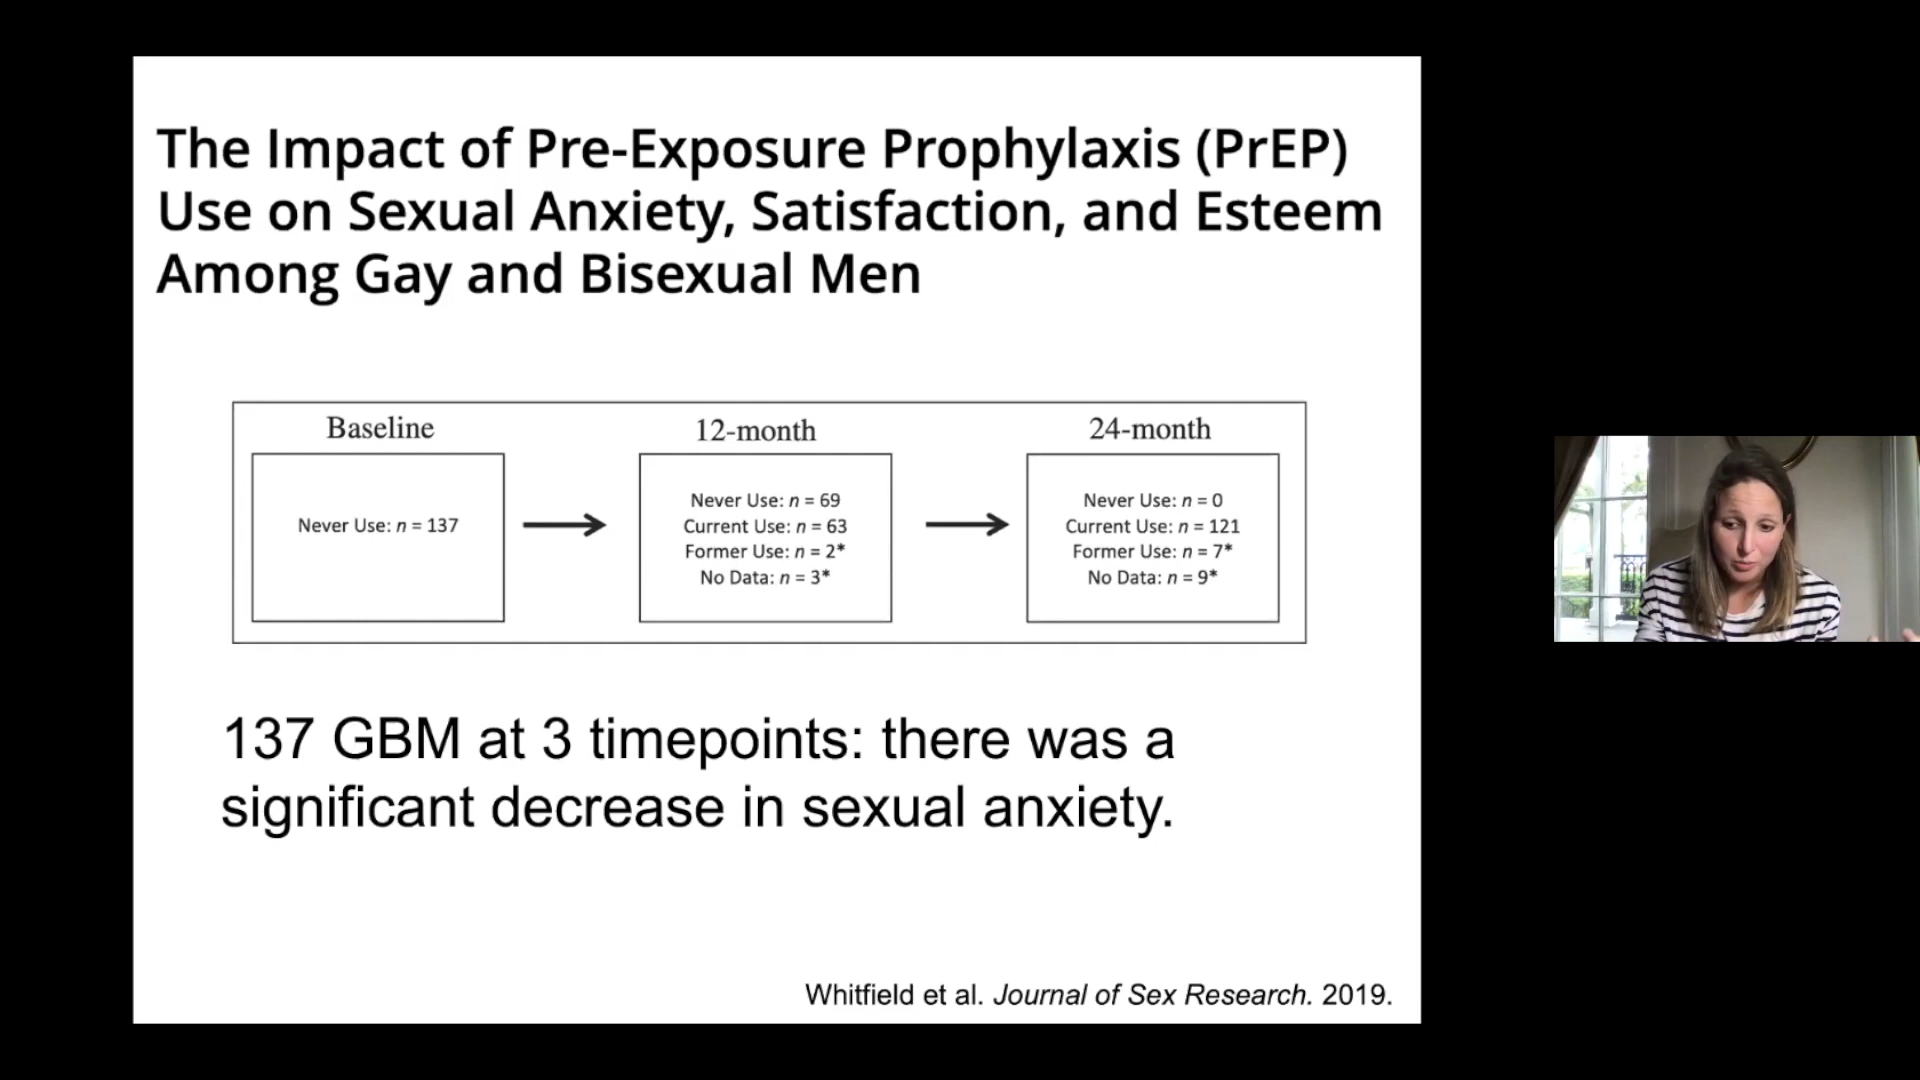 The Impact of Pre-Exposure Prophylaxis (PrEP)
Use on Sexual Anxiety, Satisfaction, and Esteem
Among Gay and Bisexual Men
Baseline
Never Use: n = 137
12-month
Never Use: n = 69
Current Use: n = 63
Former Use: n = 2*
No Data: n = 3*
24-month
Never Use: n = 0
Current Use: n = 121
Former Use: n = 7*
No Data: n = 9*
137 GBM at 3 timepoints: there was a
significant decrease in sexual anxiety.
Whitfield et al. Journal of Sex Research. 2019.